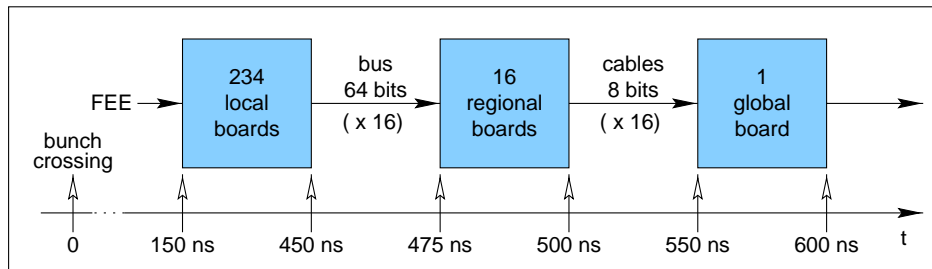 FEE
bunch
crossing
234
local
boards
bus
64 bits
( x 16)
16
regional
boards
cables
8 bits
( x 16)
1
global
board
0
150 ns
450 ns
475 ns
500 ns
550 ns
600 ns
t